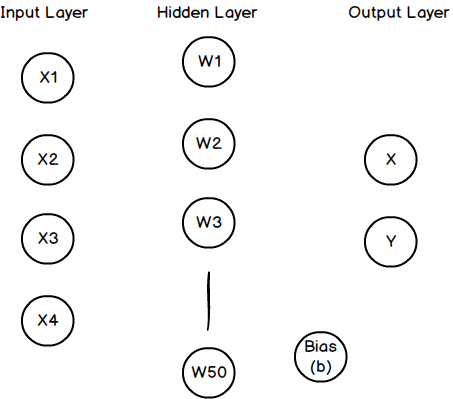 Input Layer
Hidden Layer
Output Layer
X1
X2
X3
X4
W1
W2
W3
W50
Bias
(b)
X
Y